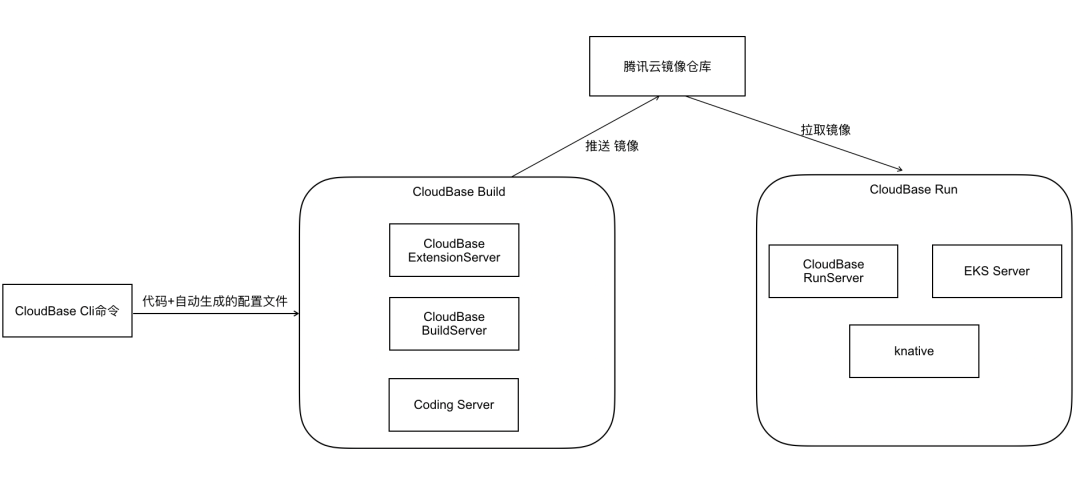 腾讯云镜像仓库
推送 镜像
拉取镜像
CloudBase Build
CloudBase
ExtensionServer
CloudBase
BuildServer
Coding Server
CloudBase Cli命令
代码+自动生成的配置文件
CloudBase Run
CloudBase
RunServer
EKS Server
knative